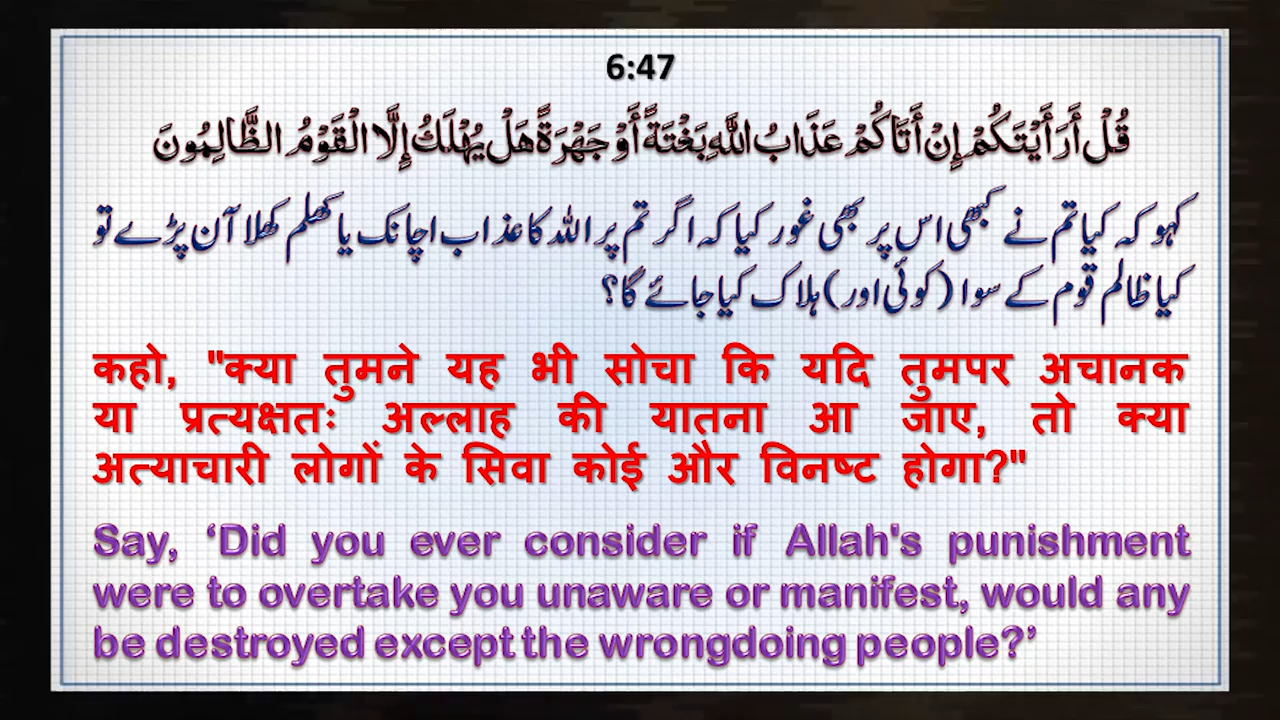 6:47
قُلْ أَرَأَيْتَكُمْ إِنْ أَتَاكُمْ عَذَابُ اللَّهِ بَغْتَةً أَوْ جَهْرَةً هَلْ يُهْلَكُ إِلَّا الْقَوْمُ الظَّالِمُونَ
کہو کہ کیا تم نے کبھی اس پر بھی غور کیا کہ اگر تم پر اللہ کا عذاب اچانک یا کھلم کھلا آن پڑے تو
کیا ظالم قوم کے سوا (کوئی اور) ہلاک کیا جائے گا؟
कहो, "क्या तुमने यह भी सोचा कि यदि तुमपर अचानक
या प्रत्यक्षतः अल्लाह की यातना आ जाए, तो क्या
अत्याचारी लोगों के सिवा कोई और विनष्ट होगा?"
Say, ‘Did you ever consider if Allah's punishment
were to overtake you unaware or manifest, would any
be destroyed except the wrongdoing people?’